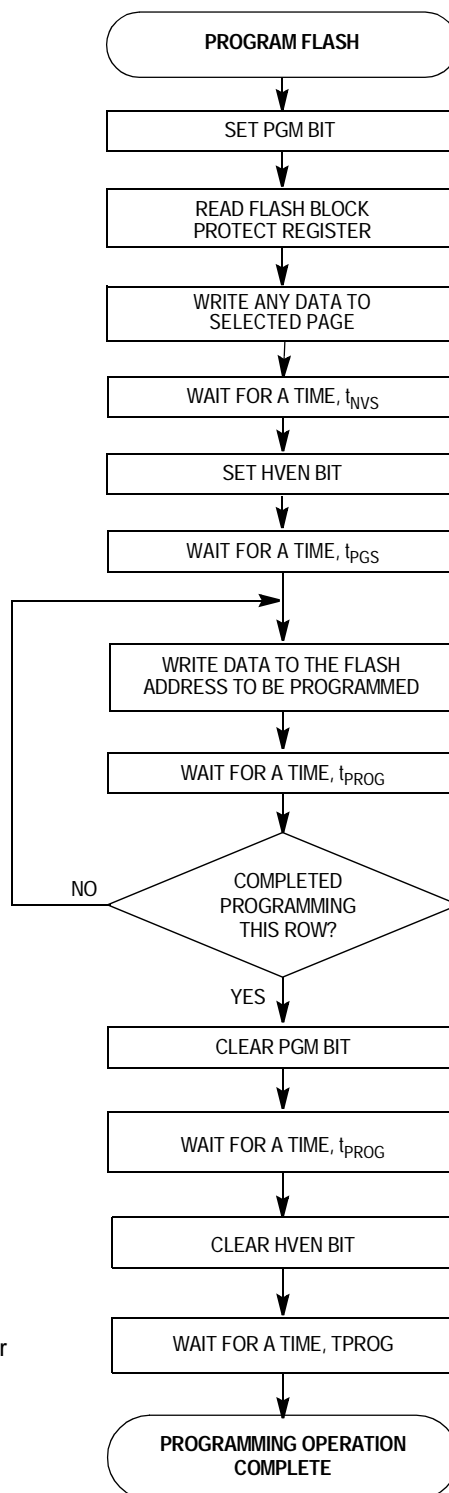 PROGRAM FLASH
SET PGM BIT
READ FLASH BLOCK
PROTECT REGISTER
WRITE ANY DATA TO
SELECTED PAGE
WAIT FOR A TIME, tNVS
SET HVEN BIT
WAIT FOR A TIME, tPGS
WRITE DATA TO THE FLASH
ADDRESS TO BE PROGRAMMED
WAIT FOR A TIME, tPROG
NO
COMPLETED
PROGRAMMING
THIS ROW?
YES
CLEAR PGM BIT
WAIT FOR A TIME, tPROG
CLEAR HVEN BIT
r
WAIT FOR A TIME, TPROG
PROGRAMMING OPERATION
COMPLETE